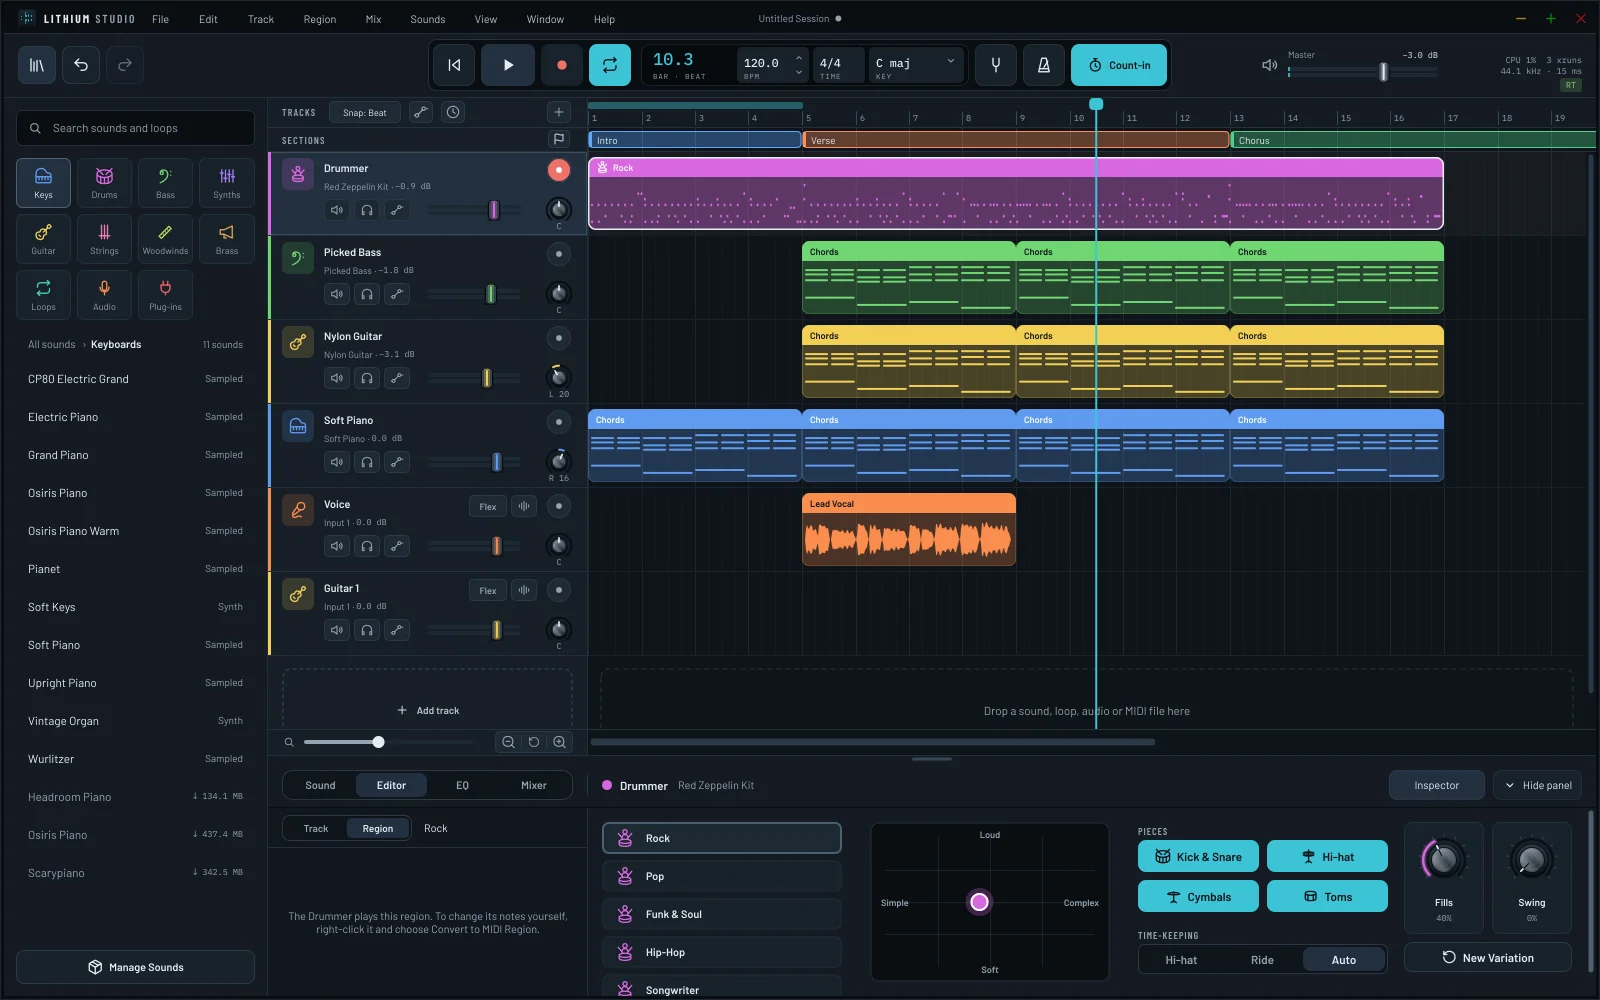 LITHIUM STUDIO File Edit Track Region Mix Sounds View Window Help Untitled Session
10.3
BAR · BEAT
120.0
BPM
4/4
TIME
C maj
KEY
Count-in
Master -3.0 dB
CPU 1% 3 xruns
44.1 kHz · 15 ms
RT
Search sounds and loops
Keys Drums Bass Synths
Guitar Strings Woodwinds Brass
Loops Audio Plug-ins
All sounds › Keyboards 11 sounds
CP80 Electric Grand Sampled
Electric Piano Sampled
Grand Piano Sampled
Osiris Piano Sampled
Osiris Piano Warm Sampled
Pianet Sampled
Soft Keys Synth
Soft Piano Sampled
Upright Piano Sampled
Vintage Organ Synth
Wurlitzer Sampled
Headroom Piano ↓ 134.1 MB
Osiris Piano ↓ 437.4 MB
Scarypiano ↓ 342.5 MB
Manage Sounds
TRACKS Snap: Beat
SECTIONS
1 2 3 4 5 6 7 8 9 10 11 12 13 14 15 16 17 18 19
Intro Verse Chorus
Drummer
Red Zeppelin Kit · -0.9 dB
C
Rock
Picked Bass
Picked Bass · -1.8 dB
C
Chords Chords Chords
Nylon Guitar
Nylon Guitar · -3.1 dB
L 20
Chords Chords Chords
Soft Piano
Soft Piano · 0.0 dB
R 16
Chords Chords Chords Chords
Voice Flex
Input 1 · 0.0 dB
C
Lead Vocal
Guitar 1 Flex
Input 1 · 0.0 dB
C
Add track
Drop a sound, loop, audio or MIDI file here
Sound Editor EQ Mixer
Drummer Red Zeppelin Kit
Inspector Hide panel
Track Region Rock
The Drummer plays this region. To change its notes yourself,
right-click it and choose Convert to MIDI Region.
Rock
Pop
Funk & Soul
Hip-Hop
Songwriter
Loud
Simple Complex
Soft
PIECES
Kick & Snare Hi-hat
Cymbals Toms
TIME-KEEPING
Hi-hat Ride Auto
Fills
40%
Swing
0%
New Variation